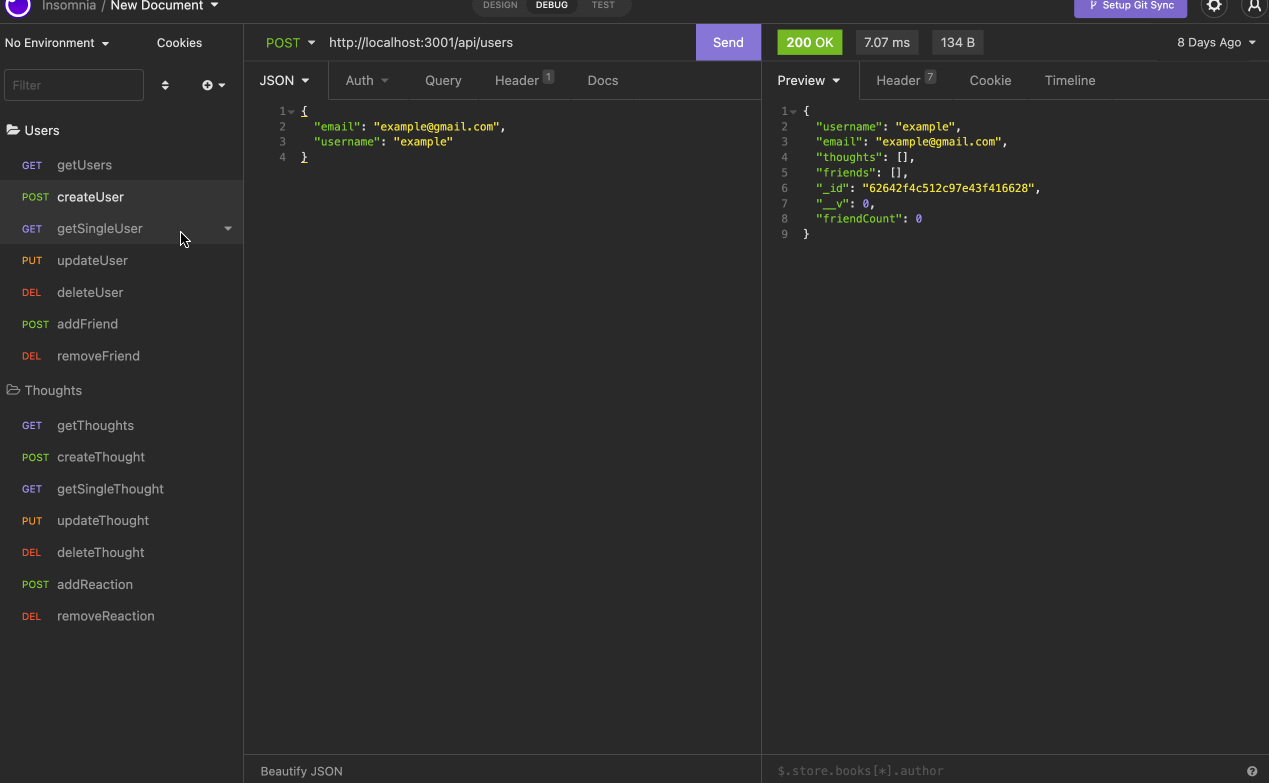 Insomnia / New Document
DESIGN DEBUG TEST
Setup Git Sync
No Environment Cookies
POST http://localhost:3001/api/users Send
200 OK 7.07 ms 134 B 8 Days Ago
Filter
JSON Auth Query Header 1 Docs
Preview Header 7 Cookie Timeline
Users
GET getUsers
POST createUser
GET getSingleUser
PUT updateUser
DEL deleteUser
POST addFriend
DEL removeFriend
Thoughts
GET getThoughts
POST createThought
GET getSingleThought
PUT updateThought
DEL deleteThought
POST addReaction
DEL removeReaction
1 {
2 "email": "example@gmail.com",
3 "username": "example"
4 }
1 {
2 "username": "example",
3 "email": "example@gmail.com",
4 "thoughts": [],
5 "friends": [],
6 "_id": "62642f4c512c97e43f416628",
7 "__v": 0,
8 "friendCount": 0
9 }
Beautify JSON
$.store.books[*].author